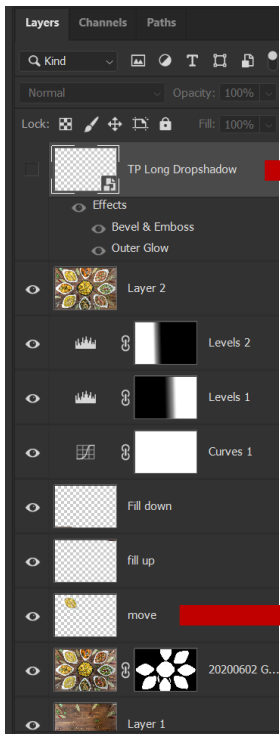 Layers Channels Paths
Kind T
Normal Opacity: 100%
Lock: Fill: 100%
TP Long Dropshadow
Effects
Bevel & Emboss
Outer Glow
Layer 2
Levels 2
Levels 1
Curves 1
Fill down
fill up
move
20200602 G...
Layer 1